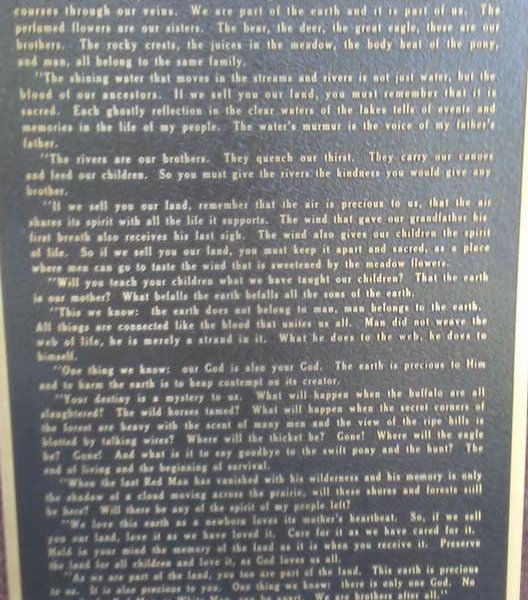 courses through our veins. We are part of the earth and it is part of us. The
perfumed flowers are our sisters. The bear, the deer, the great eagle, these are our
brothers. The rocky crests, the juices in the meadow, the body heat of the pony,
and man, all belong to the same family.
"The shining water that moves in the streams and rivers is not just water, but the
blood of our ancestors. If we sell you our land, you must remember that it is
sacred. Each ghostly reflection in the clear waters of the lakes tells of events and
memories in the life of my people. The water's murmur is the voice of my father's
father.
"The rivers are our brothers. They quench our thirst. They carry our canoes
and feed our children. So you must give the rivers the kindness you would give any
brother.
"If we sell you our land, remember that the air is precious to us, that the air
shares its spirit with all the life it supports. The wind that gave our grandfather his
first breath also receives his last sigh. The wind also gives our children the spirit
of life. So if we sell you our land, you must keep it apart and sacred, as a place
where men can go to taste the wind that is sweetened by the meadow flowers.
"Will you teach your children what we have taught our children? That the earth
is our mother? What befalls the earth befalls all the sons of the earth.
"This we know: the earth does not belong to man, man belongs to the earth.
All things are connected like the blood that unites us all. Man did not weave the
web of life, he is merely a strand in it. What he does to the web, he does to
himself.
"One thing we know: our God is also your God. The earth is precious to Him
and to harm the earth is to heap contempt on its creator.
"Your destiny is a mystery to us. What will happen when the buffalo are all
slaughtered? The wild horses tamed? What will happen when the secret corners of
the forest are heavy with the scent of many men and the view of the ripe hills is
blotted by talking wires? Where will the thicket be? Gone! Where will the eagle
be? Gone! And what is it to say goodbye to the swift pony and the hunt? The
end of living and the beginning of survival.
"When the last Red Man has vanished with his wilderness and his memory is only
the shadow of a cloud moving across the prairie, will these shores and forests still
be here? Will there be any of the spirit of my people left?
"We love this earth as a newborn loves its mother's heartbeat. So, if we sell
you our land, love it as we have loved it. Care for it as we have cared for it.
Hold in your mind the memory of the land as it is when you receive it. Preserve
the land for all children and love it, as God loves us all.
"As we are part of the land, you too are part of the land. This earth is precious
to us. It is also precious to you. One thing we know: there is only one God. No
man, be he Red Man or White Man, can be apart. We are brothers after all."